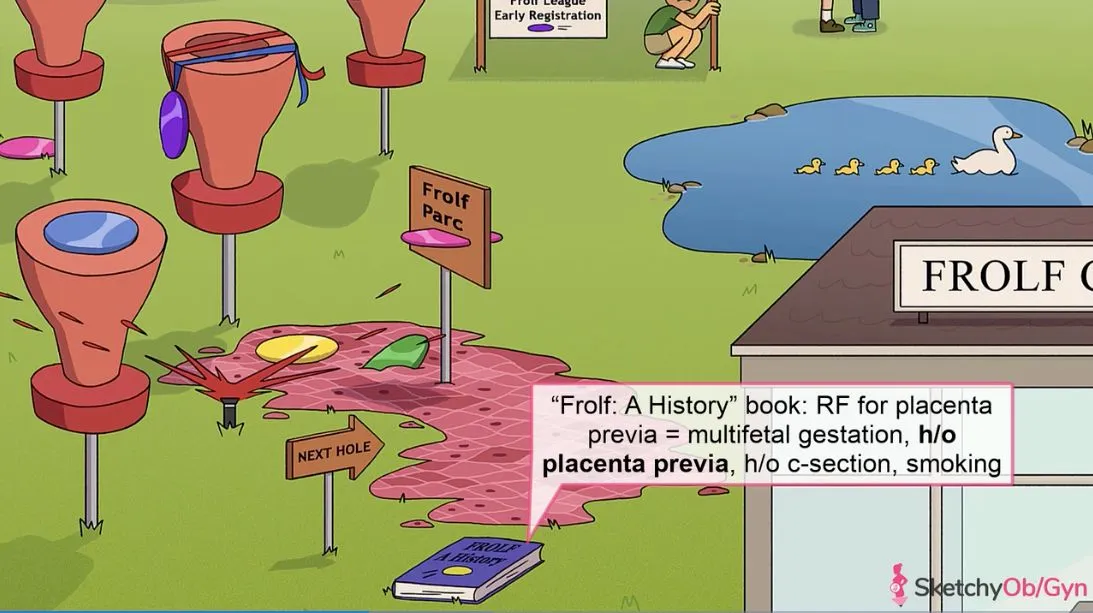 Frolf League
Early Registration
Frolf
Parc
FROLF
NEXT HOLE
“Frolf: A History” book: RF for placenta
previa = multifetal gestation, h/o
placenta previa, h/o c-section, smoking
FROLF
A History
SketchyOb/Gyn